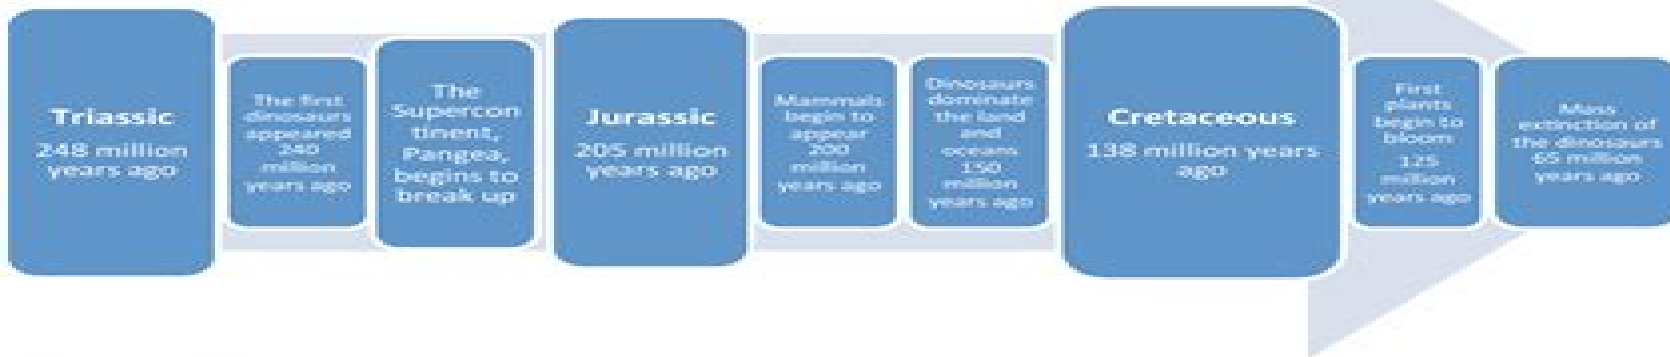 Triassic
248 million
years ago
The first
dinosaurs
appeared
240
million
years ago
The
Supercon
tinent,
Pangea,
begins to
break up
Jurassic
205 million
years ago
Mammals
begin to
appear
200
million
years ago
Dinosaurs
dominate
the land
and
oceans
150
million
years ago
Cretaceous
138 million years
ago
First
plants
begin to
bloom
125
million
years ago
Mass
extinction of
the dinosaurs
65 million
years ago